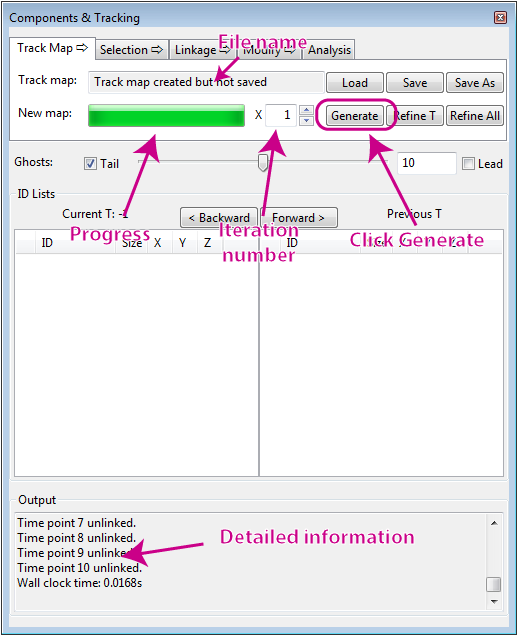 Components & Tracking
Track Map Selection Linkage Modify Analysis
File name
Track map: Track map created but not saved Load Save Save As
New map: X 1 Generate Refine T Refine All
Ghosts: Tail 10 Lead
ID Lists
Current T: -1 < Backward Forward > Previous T
Progress Iteration number Click Generate
ID Size X Y Z ID
Output
Time point 7 unlinked.
Time point 8 unlinked.
Time point 9 unlinked.
Time point 10 unlinked.
Wall clock time: 0.0168s
Detailed information